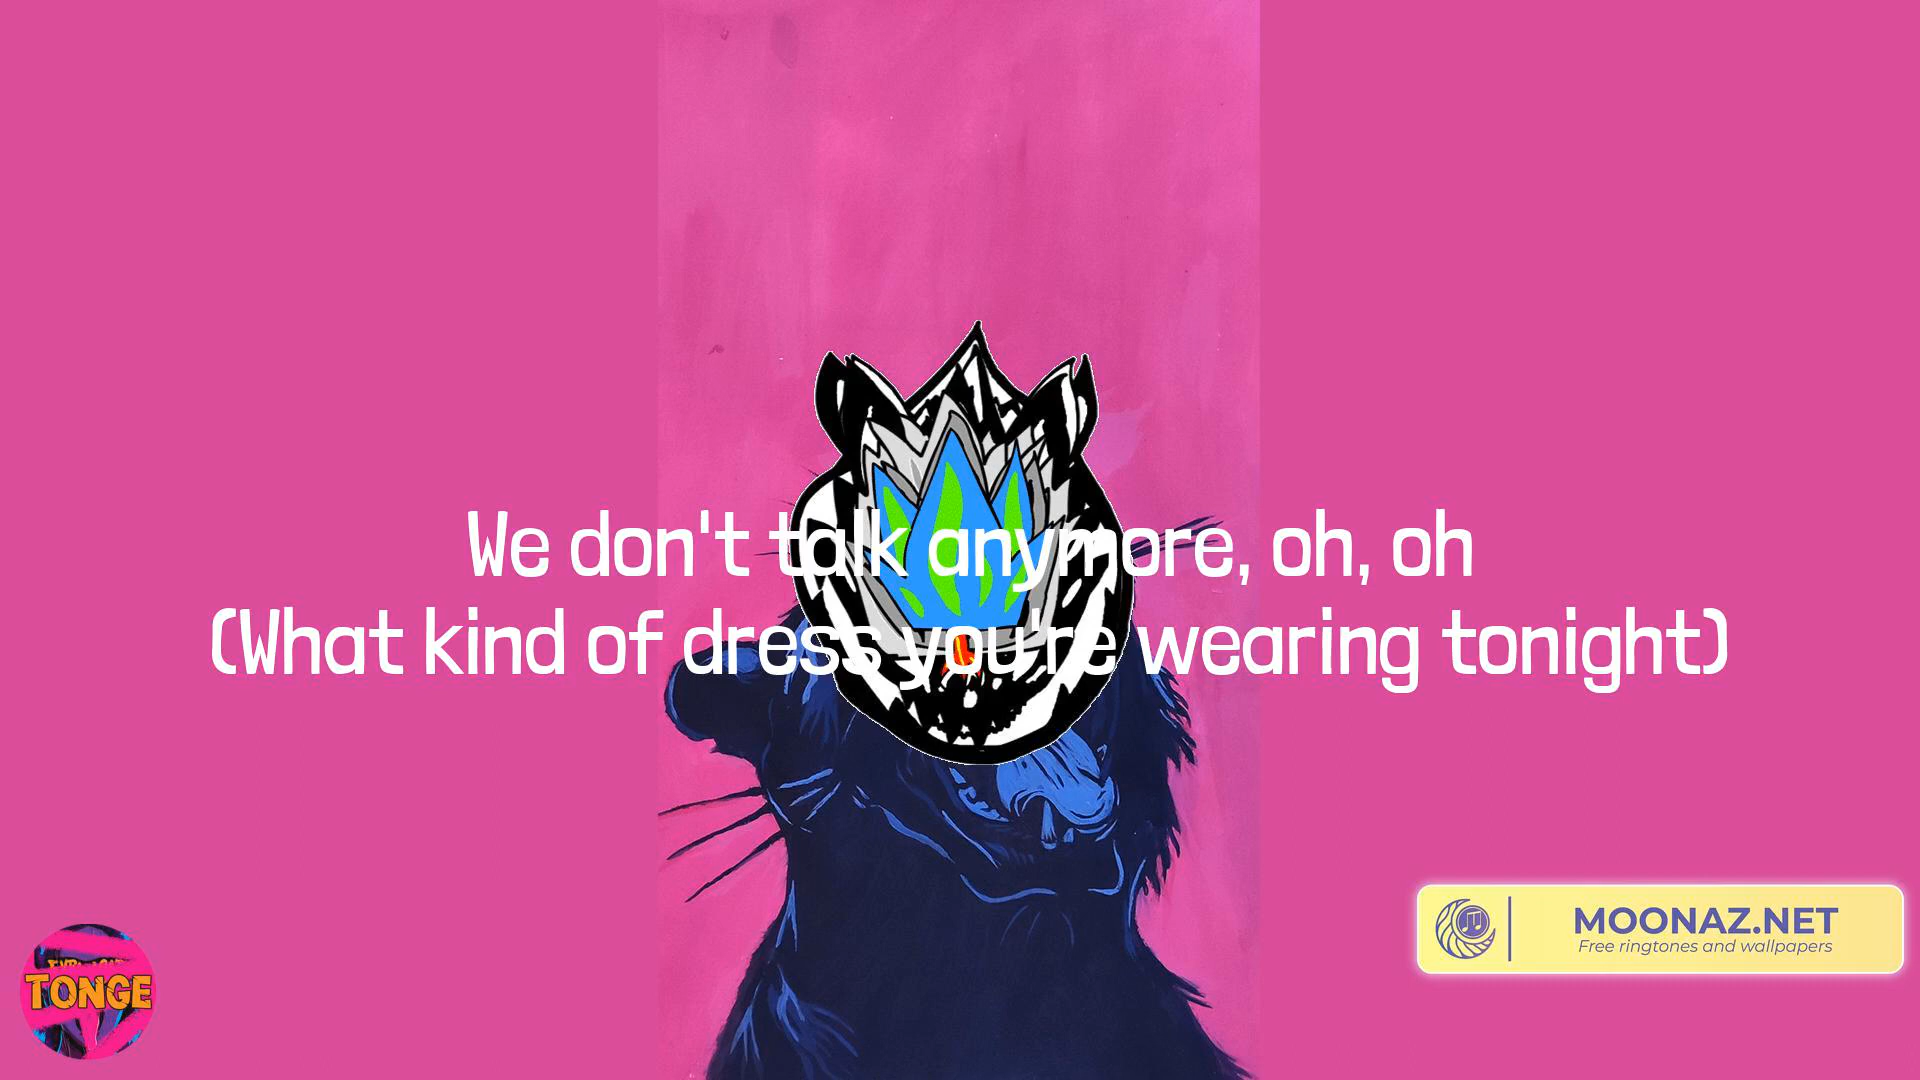 We don't talk anymore, oh, oh
(What kind of dress you're wearing tonight)
MOONAZ.NET
Free ringtones and wallpapers
TONGE